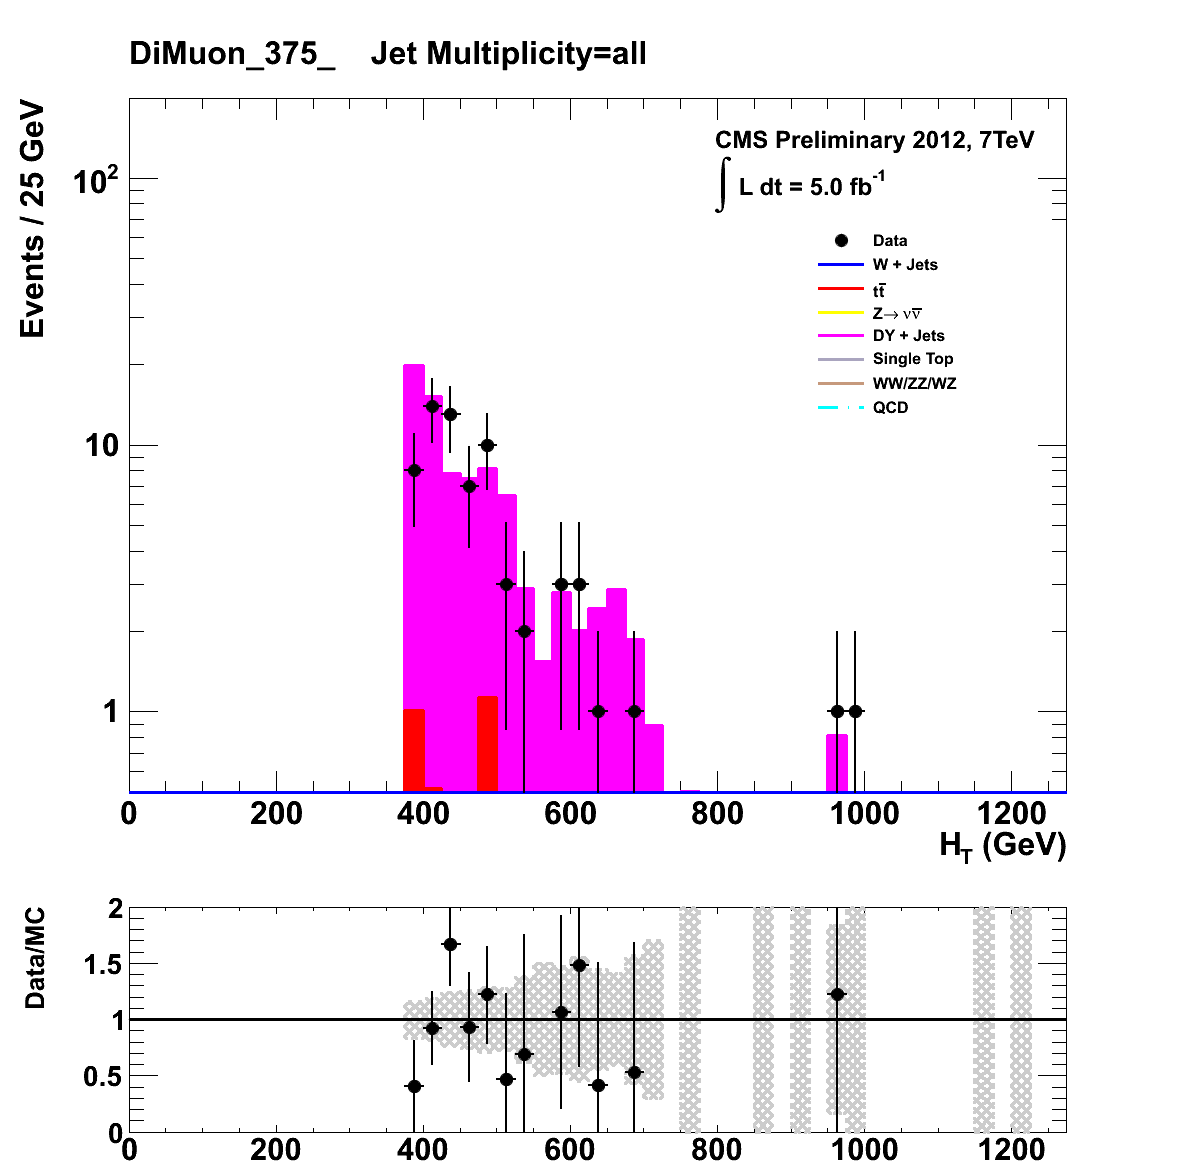 DiMuon_375_ Jet Multiplicity=all
Events / 25 GeV
CMS Preliminary 2012, 7TeV
∫ L dt = 5.0 fb⁻¹
Data
W + Jets
tt̅
Z→ νν̅
DY + Jets
Single Top
WW/ZZ/WZ
QCD
10²
10
1
0 200 400 600 800 1000 1200
H_T (GeV)
Data/MC
2
1.5
1
0.5
0
0 200 400 600 800 1000 1200